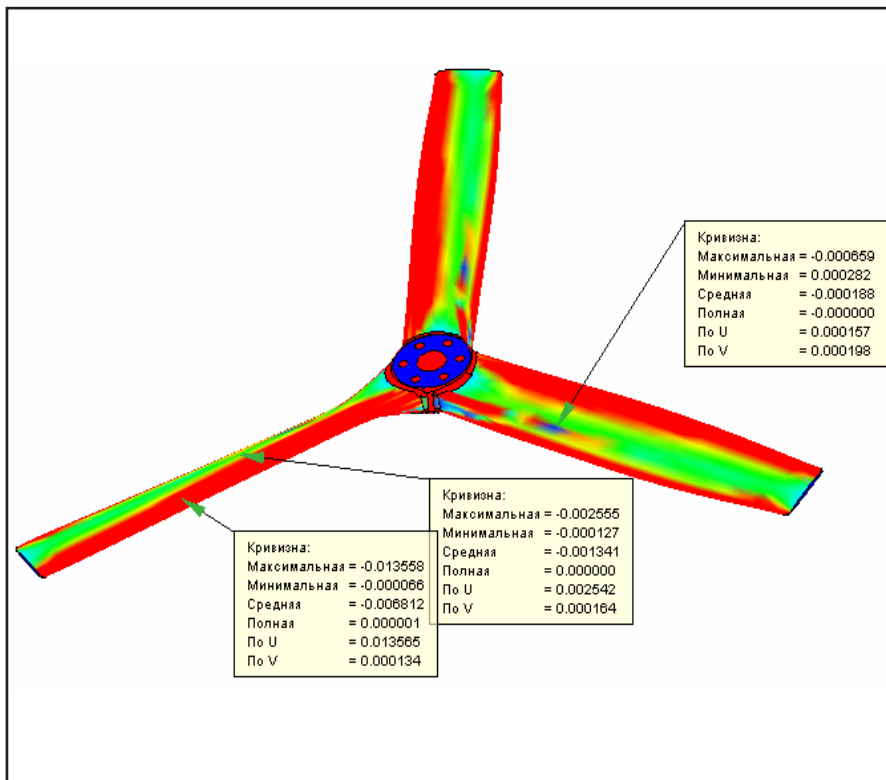 Кривизна:
Максимальная = -0.000659
Минимальная = 0.000282
Средняя = -0.000188
Полная = -0.000000
По U = 0.000157
По V = 0.000198
Кривизна:
Максимальная = -0.002555
Минимальная = -0.000127
Средняя = -0.001341
Полная = 0.000000
По U = 0.002542
По V = 0.000164
Кривизна:
Максимальная = -0.013558
Минимальная = -0.000066
Средняя = -0.006812
Полная = 0.000001
По U = 0.013565
По V = 0.000134